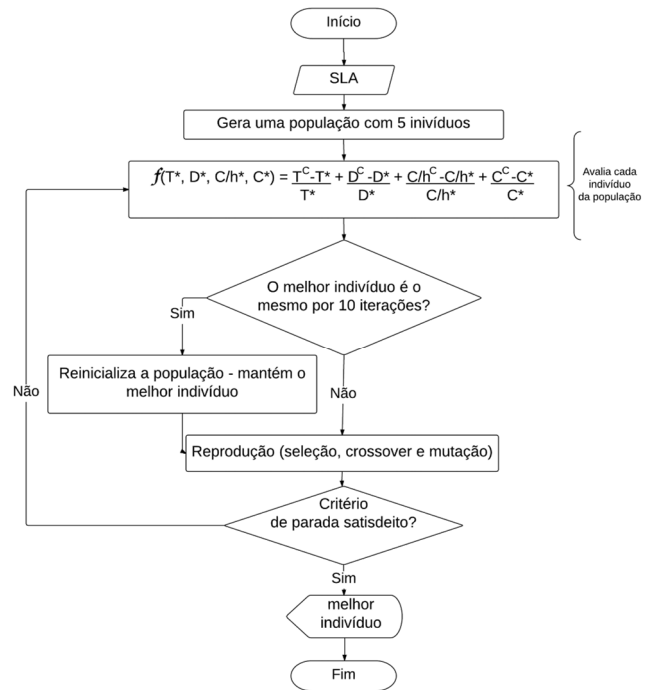 Início
SLA
Gera uma população com 5 inivíduos
f(T*, D*, C/h*, C*) = T^C-T*/T* + D^C-D*/D* + C/h^C-C/h*/C/h* + C^C-C*/C*
Avalia cada
indivíduo
da população
O melhor indivíduo é o
mesmo por 10 iterações?
Sim
Reinicializa a população - mantém o
melhor indivíduo
Não
Não
Reprodução (seleção, crossover e mutação)
Critério
de parada satisdeito?
Sim
melhor
indivíduo
Fim